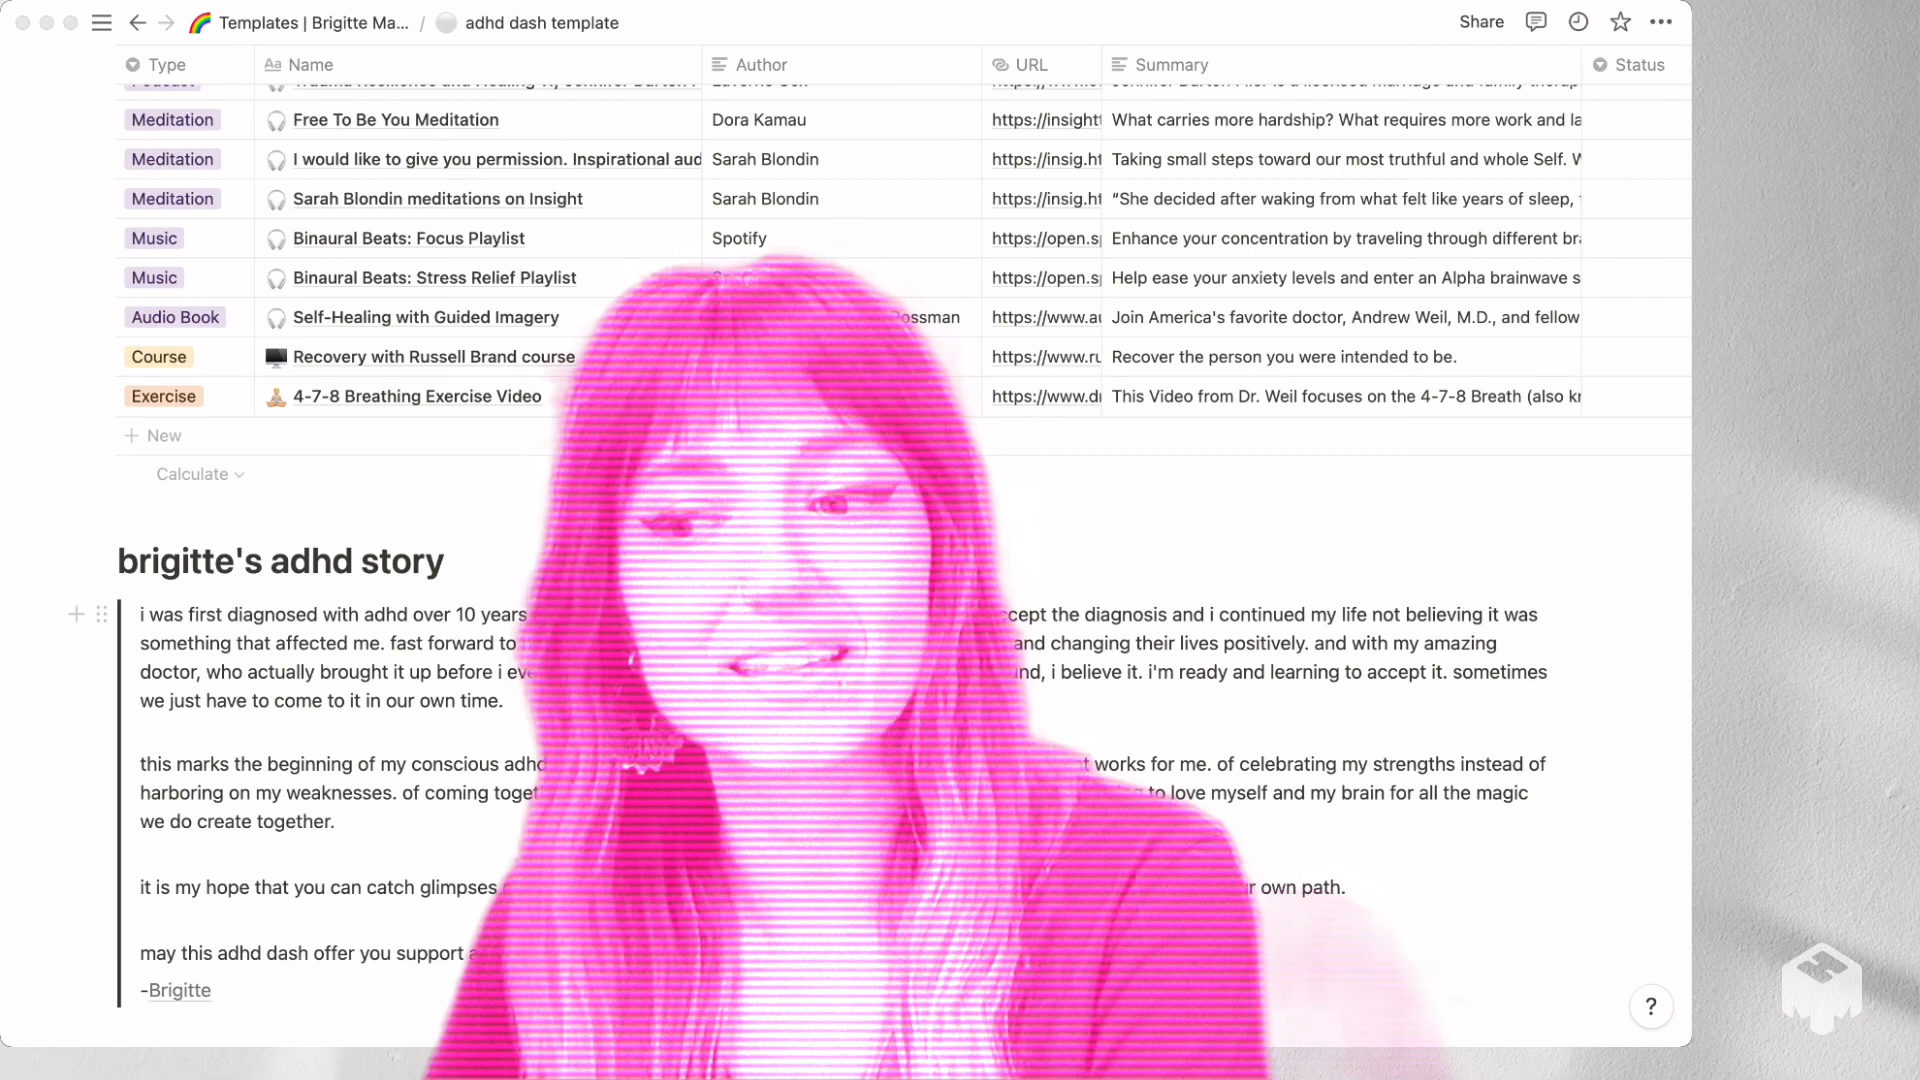 Templates | Brigitte Ma... / adhd dash template
Share
Type Name Author URL Summary Status
Meditation Free To Be You Meditation Dora Kamau https://insight What carries more hardship? What requires more work and la
Meditation I would like to give you permission. Inspirational aud Sarah Blondin https://insig.ht Taking small steps toward our most truthful and whole Self. W
Meditation Sarah Blondin meditations on Insight Sarah Blondin https://insig.ht “She decided after waking from what felt like years of sleep,
Music Binaural Beats: Focus Playlist Spotify https://open.sp Enhance your concentration by traveling through different bra
Music Binaural Beats: Stress Relief Playlist https://open.sp Help ease your anxiety levels and enter an Alpha brainwave s
Audio Book Self-Healing with Guided Imagery Rossman https://www.au Join America's favorite doctor, Andrew Weil, M.D., and fellow
Course Recovery with Russell Brand course https://www.ru Recover the person you were intended to be.
Exercise 4-7-8 Breathing Exercise Video https://www.dr This Video from Dr. Weil focuses on the 4-7-8 Breath (also kn
+ New
Calculate
brigitte's adhd story
i was first diagnosed with adhd over 10 years ccept the diagnosis and i continued my life not believing it was
something that affected me. fast forward to and changing their lives positively. and with my amazing
doctor, who actually brought it up before i eve nd, i believe it. i'm ready and learning to accept it. sometimes
we just have to come to it in our own time.
this marks the beginning of my conscious adhd t works for me. of celebrating my strengths instead of
harboring on my weaknesses. of coming toget to love myself and my brain for all the magic
we do create together.
it is my hope that you can catch glimpses r own path.
may this adhd dash offer you support
-Brigitte
?